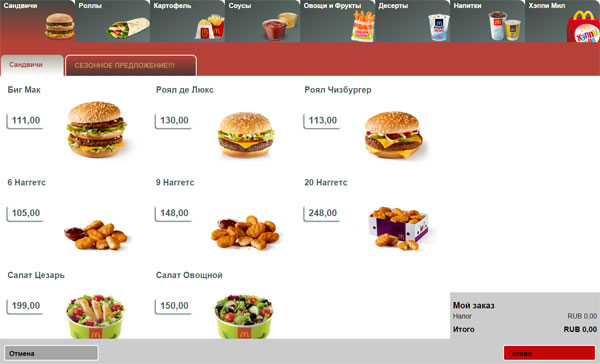 Сандвичи
Роллы
Картофель
Соусы
Овощи и Фрукты
Десерты
Напитки
Хэппи Мил
Сандвичи
СЕЗОННОЕ ПРЕДЛОЖЕНИЕ!!!
Биг Мак
Роял де Люкс
Роял Чизбургер
111,00
130,00
113,00
6 Наггетс
9 Наггетс
20 Наггетс
105,00
148,00
248,00
Салат Цезарь
Салат Овощной
199,00
150,00
Мой заказ
Налог RUB 0,00
Итого RUB 0,00
Отмена
Готово